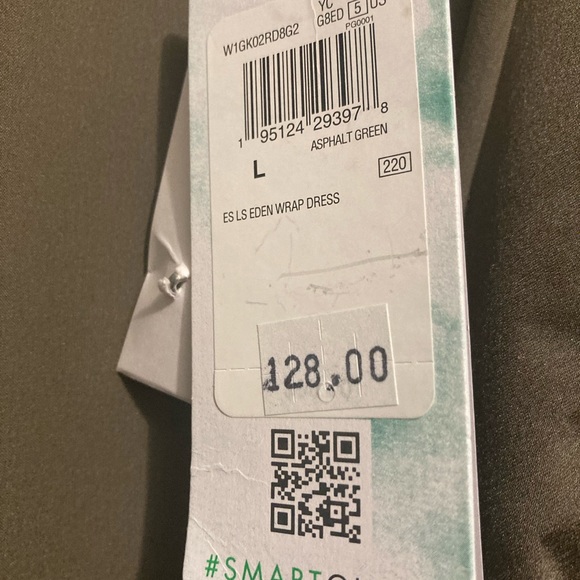 YC
W1GK02RD8G2
G8ED 5 US
PG0001
1 95124 29397 8
ASPHALT GREEN
L
220
ES LS EDEN WRAP DRESS
128.00